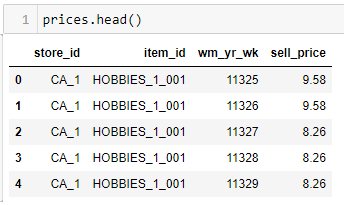 1 prices.head()
store_id item_id wm_yr_wk sell_price
0 CA_1 HOBBIES_1_001 11325 9.58
1 CA_1 HOBBIES_1_001 11326 9.58
2 CA_1 HOBBIES_1_001 11327 8.26
3 CA_1 HOBBIES_1_001 11328 8.26
4 CA_1 HOBBIES_1_001 11329 8.26